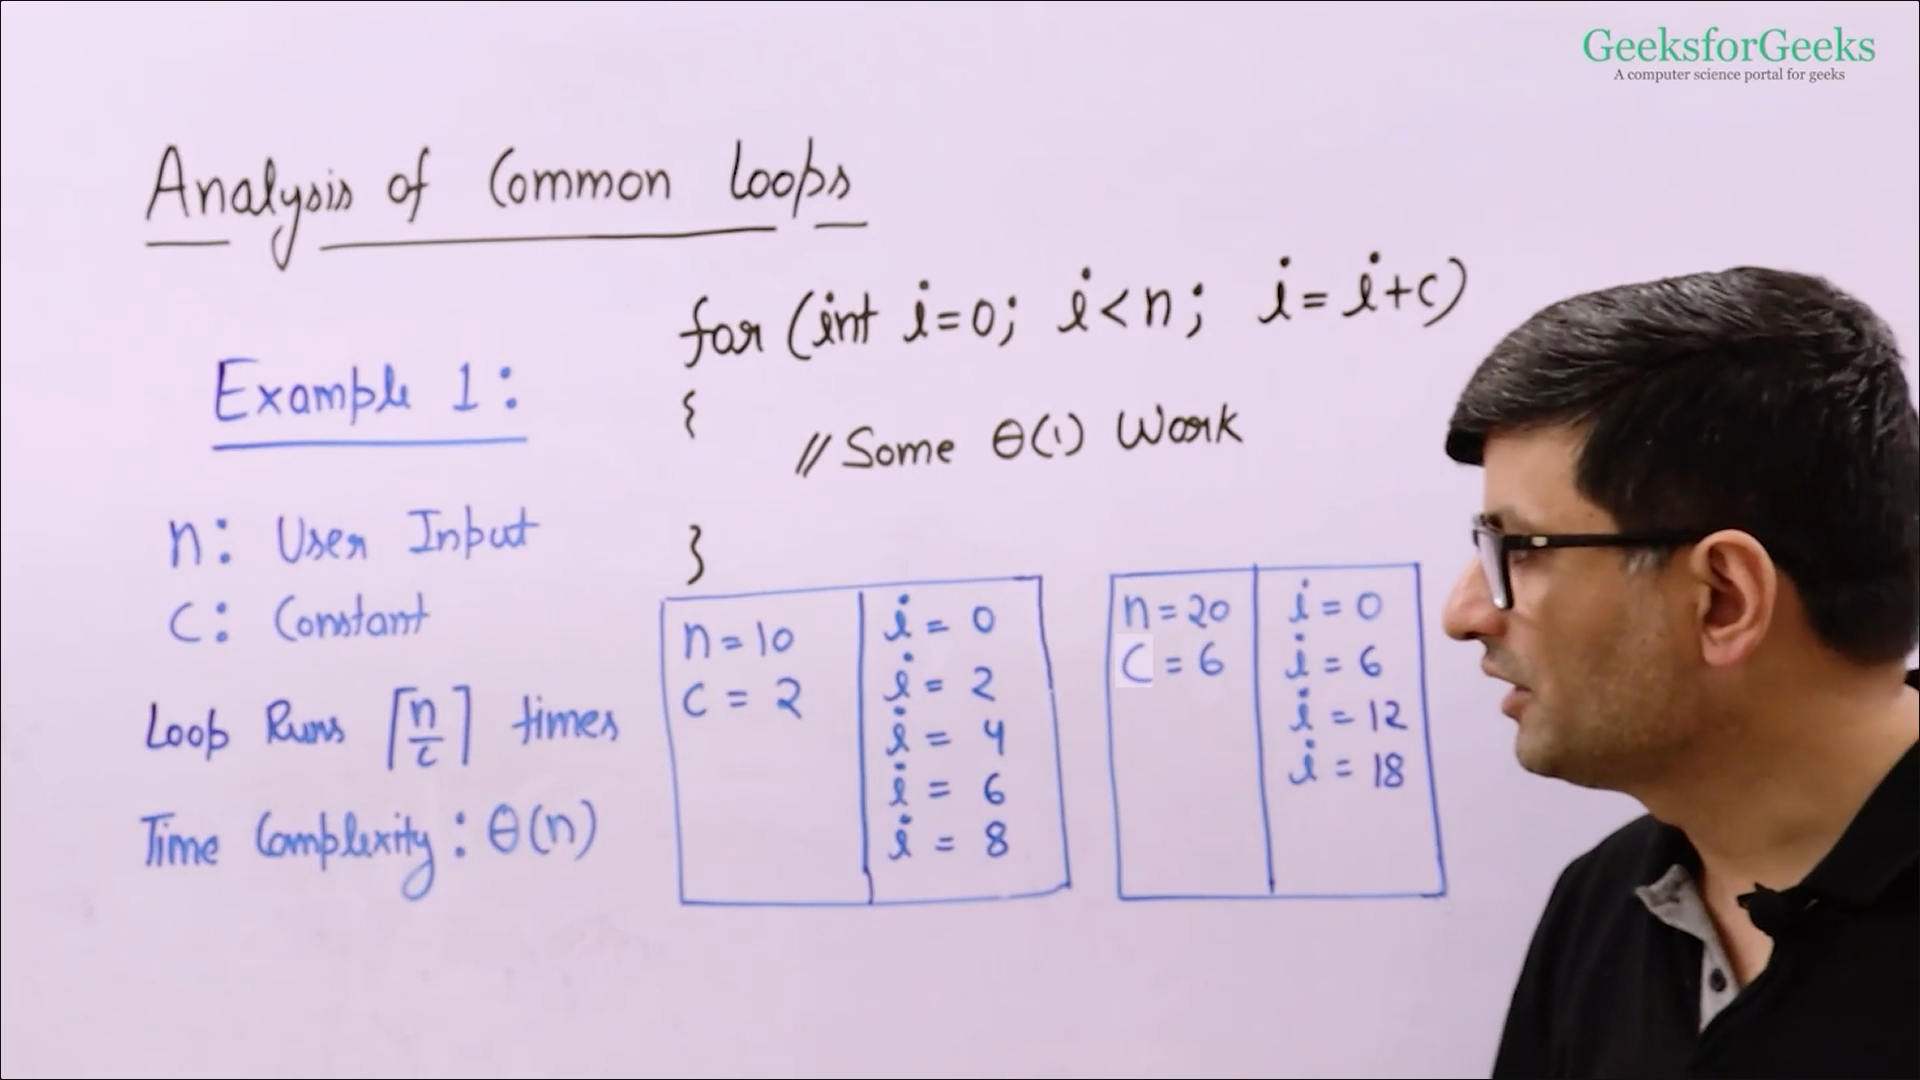 GeeksforGeeks
A computer science portal for geeks
Analysis of Common Loops
for (int i=0; i<n; i=i+c)
{
// Some θ(1) Work
}
Example 1:
n: User Input
C: Constant
Loop Runs ⌈n/c⌉ times
Time Complexity: θ(n)
n=10
C = 2
i = 0
i = 2
i = 4
i = 6
i = 8
n=20
C = 6
i = 0
i = 6
i = 12
i = 18